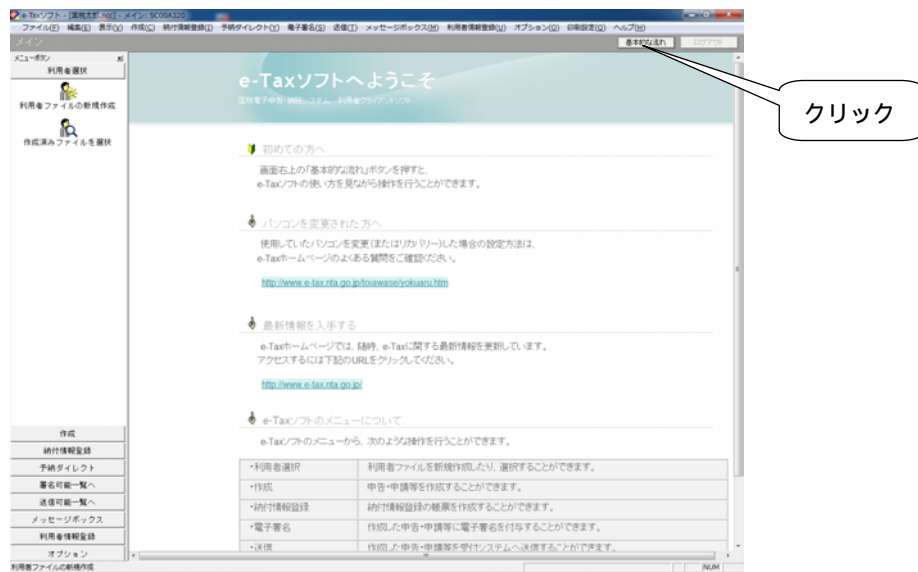 e-Taxソフト - [国税太郎.ncc] - メイン: SC00A320
ファイル(F) 編集(E) 表示(V) 作成(C) 納付情報登録(I) 予納ダイレクト(Y) 電子署名(S) 送信(T) メッセージボックス(M) 利用者情報登録(U) オプション(O) 印刷設定(Q) ヘルプ(H)
メイン
基本的な流れ
ログアウト
メニューボタン
利用者選択
利用者ファイルの新規作成
作成済みファイルを選択
e-Taxソフトへようこそ
国税電子申告・納税システム 利用者クライアントソフト
クリック
初めての方へ
画面右上の「基本的な流れ」ボタンを押すと、
e-Taxソフトの使い方を見ながら操作を行うことができます。
パソコンを変更された方へ
使用していたパソコンを変更(またはリカバリー)した場合の設定方法は、
e-Taxホームページのよくある質問をご確認ください。
http://www.e-tax.nta.go.jp/toiawase/yokuaru.htm
最新情報を入手する
e-Taxホームページでは、随時、e-Taxに関する最新情報を更新しています。
アクセスするには下記のURLをクリックしてください。
http://www.e-tax.nta.go.jp/
e-Taxソフトのメニューについて
e-Taxソフトのメニューから、次のような操作を行うことができます。
・利用者選択 利用者ファイルを新規作成したり、選択することができます。
・作成 申告・申請等を作成することができます。
・納付情報登録 納付情報登録の帳票を作成することができます。
・電子署名 作成した申告・申請等に電子署名を付与することができます。
・送信 作成した申告・申請等を受付システムへ送信することができます。
作成
納付情報登録
予納ダイレクト
署名可能一覧へ
送信可能一覧へ
メッセージボックス
利用者情報登録
オプション
利用者ファイルの新規作成
NUM